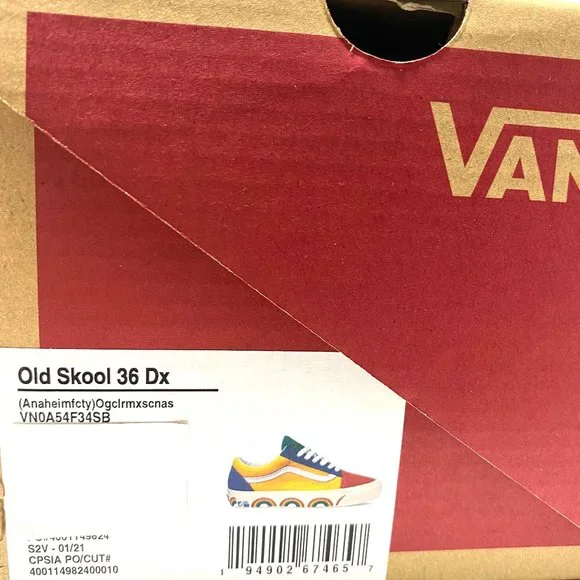 VAN
Old Skool 36 Dx
(Anaheimfcty)Ogclrmxscnas
VN0A54F34SB
S2V - 01/21
CPSIA PO/CUT#
400114982400010
1 94902 67465 7